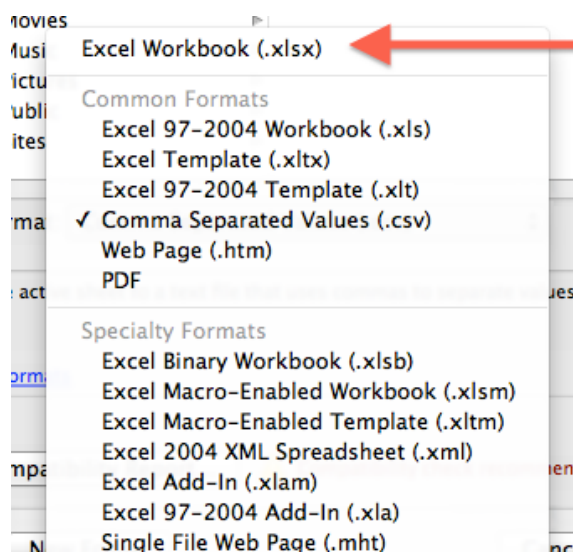 Excel Workbook (.xlsx)
Common Formats
Excel 97-2004 Workbook (.xls)
Excel Template (.xltx)
Excel 97-2004 Template (.xlt)
✓ Comma Separated Values (.csv)
Web Page (.htm)
PDF
Specialty Formats
Excel Binary Workbook (.xlsb)
Excel Macro-Enabled Workbook (.xlsm)
Excel Macro-Enabled Template (.xltm)
Excel 2004 XML Spreadsheet (.xml)
Excel Add-In (.xlam)
Excel 97-2004 Add-In (.xla)
Single File Web Page (.mht)